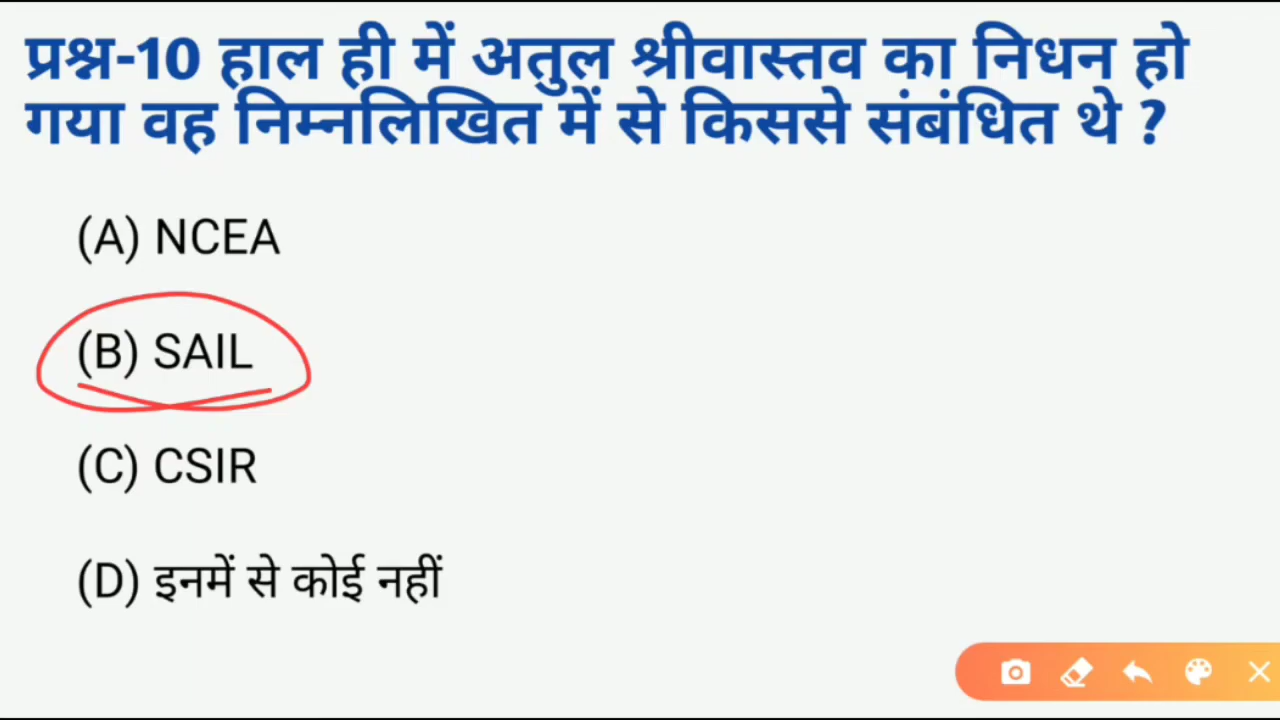 प्रश्न-10 हाल ही में अतुल श्रीवास्तव का निधन हो
गया वह निम्नलिखित में से किससे संबंधित थे ?
(A) NCEA
(B) SAIL
(C) CSIR
(D) इनमें से कोई नहीं